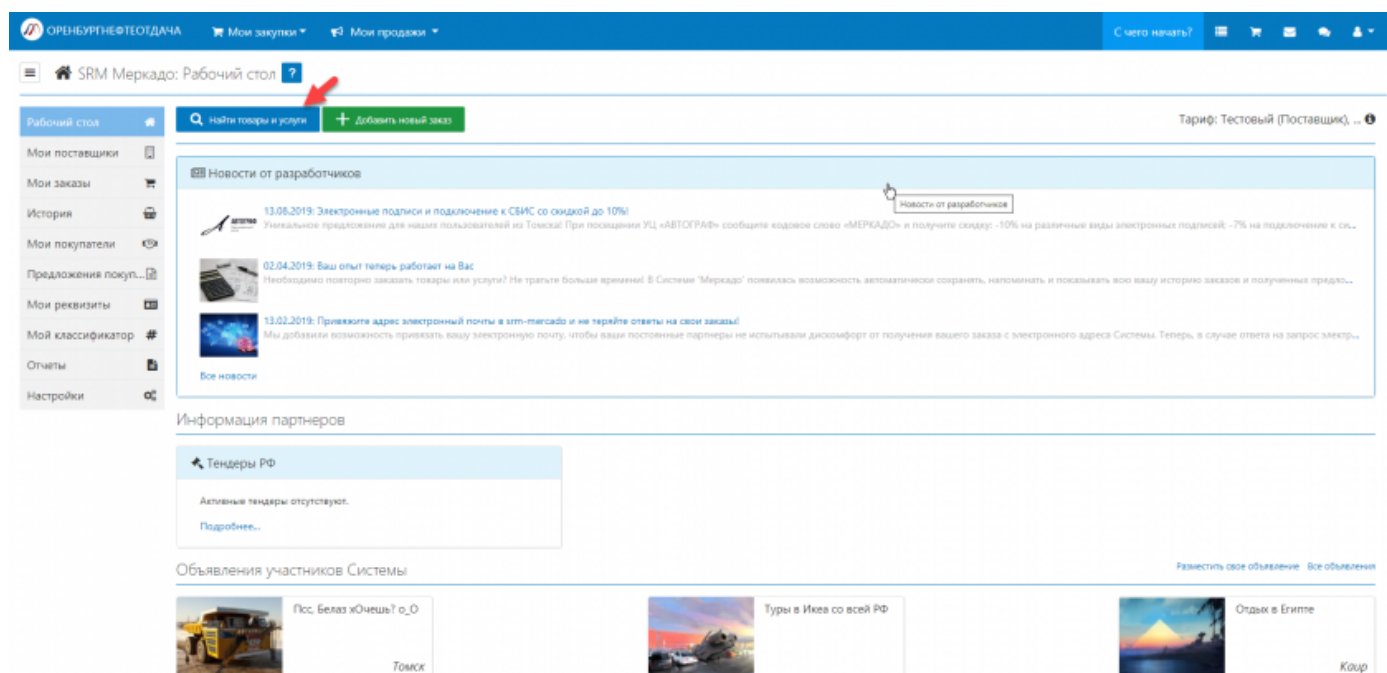 ОРЕНБУРГНЕФТЕОТДАЧА Мои закупки Мои продажи С чего начать?
SRM Меркадо: Рабочий стол ?
Рабочий стол
Мои поставщики
Мои заказы
История
Мои покупатели
Предложения покуп...
Мои реквизиты
Мой классификатор #
Отчеты
Настройки
Найти товары и услуги + Добавить новый заказ Тариф: Тестовый (Поставщик), ...
Новости от разработчиков
Новости от разработчиков
АВТОГРАФ
13.08.2019: Электронные подписи и подключение к СБИС со скидкой до 10%!
Уникальное предложение для наших пользователей из Томска! При посещении УЦ «АВТОГРАФ» сообщите кодовое слово «МЕРКАДО» и получите скидку: -10% на различные виды электронных подписей; -7% на подключение к си...
02.04.2019: Ваш опыт теперь работает на Вас
Необходимо повторно заказать товары или услуги? Не тратьте больше времени! В Системе "Меркадо" появилась возможность автоматически сохранять, напоминать и показывать всю вашу историю заказов и полученных предло...
13.02.2019: Привяжите адрес электронный почты в srm-mercado и не теряйте ответы на свои заказы!
Мы добавили возможность привязать вашу электронную почту, чтобы ваши постоянные партнеры не испытывали дискомфорт от получения вашего заказа с электронного адреса Системы. Теперь, в случае ответа на запрос электр...
Все новости
Информация партнеров
Тендеры РФ
Активные тендеры отсутствуют.
Подробнее...
Объявления участников Системы Разместить свое объявление Все объявления
Псс, Белаз хОчешь? o_O
Томск
Туры в Икеа со всей РФ
Отдых в Египте
Каир